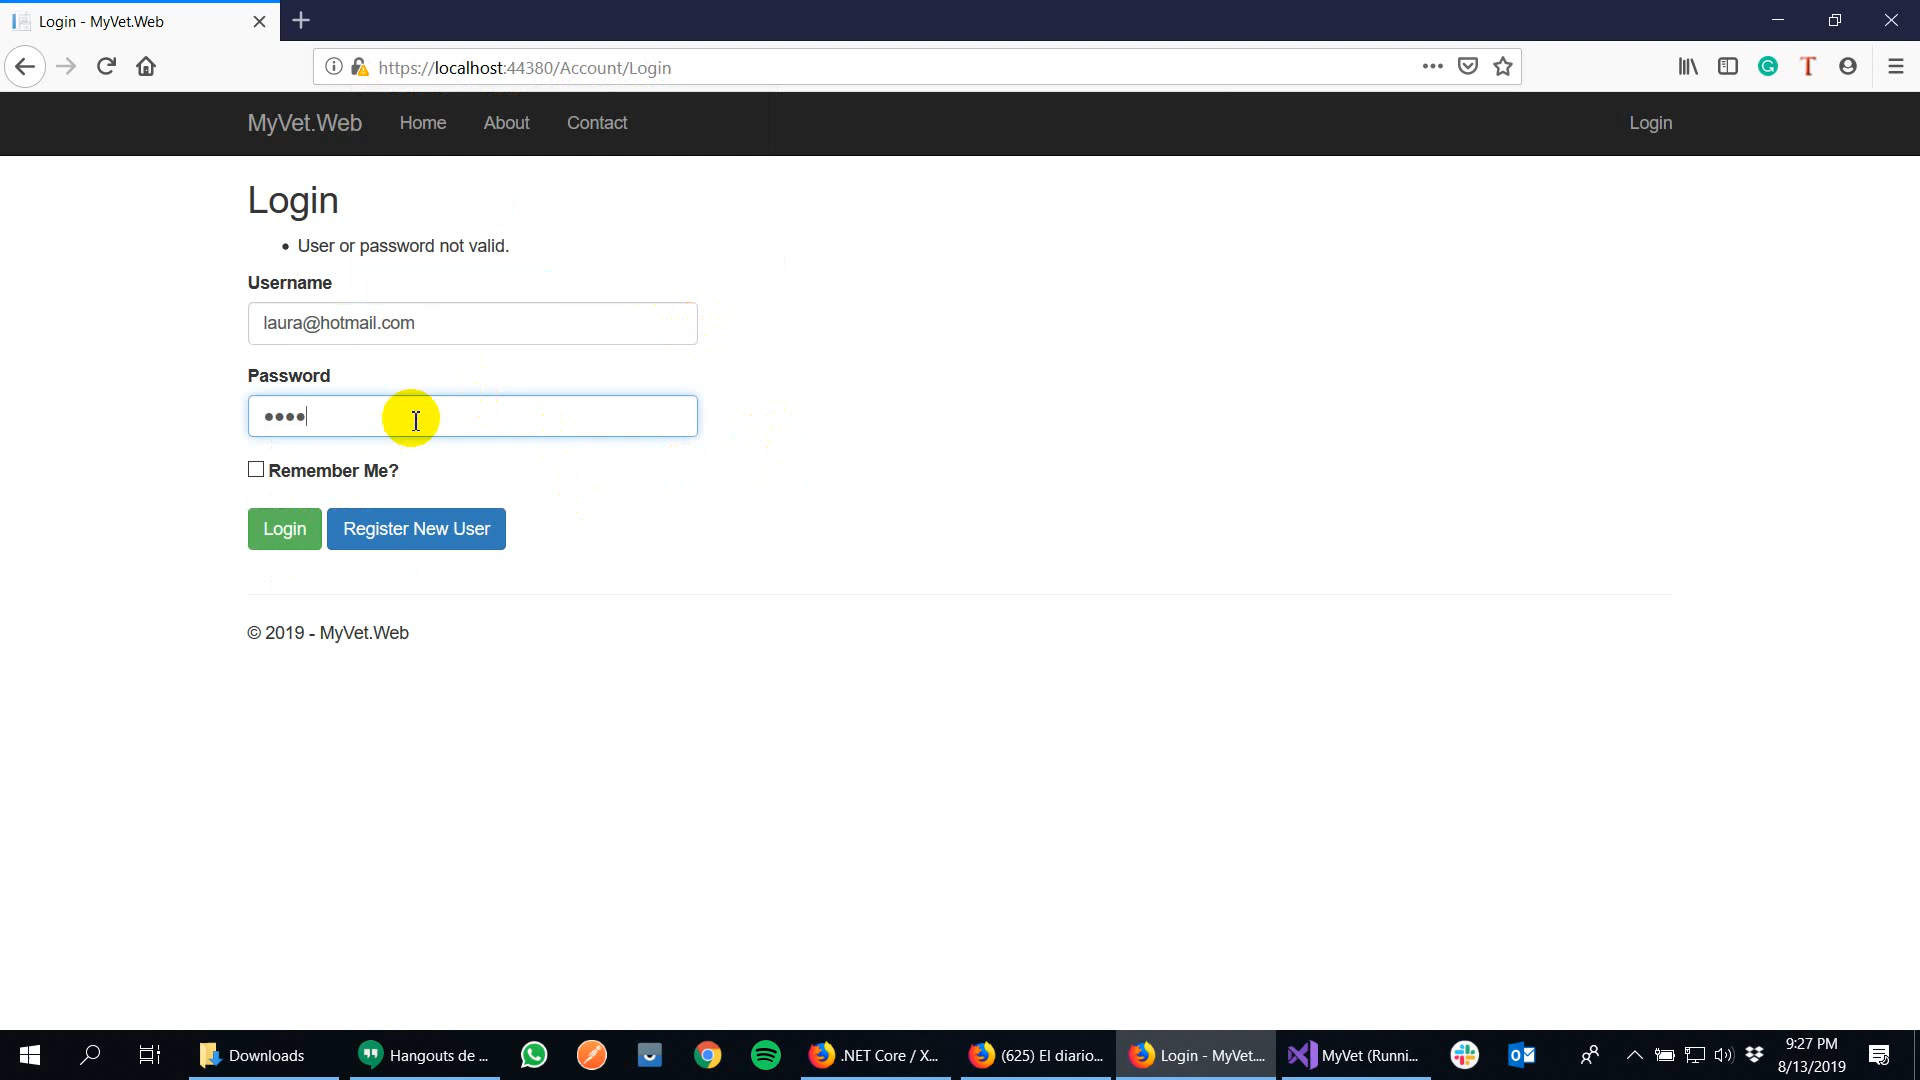 Login - MyVet.Web
https://localhost:44380/Account/Login
MyVet.Web Home About Contact Login
Login
• User or password not valid.
Username
laura@hotmail.com
Password
••••
Remember Me?
Login Register New User
© 2019 - MyVet.Web
Downloads Hangouts de ... .NET Core / X... (625) El diario... Login - MyVet.... MyVet (Runni... 9:27 PM
8/13/2019